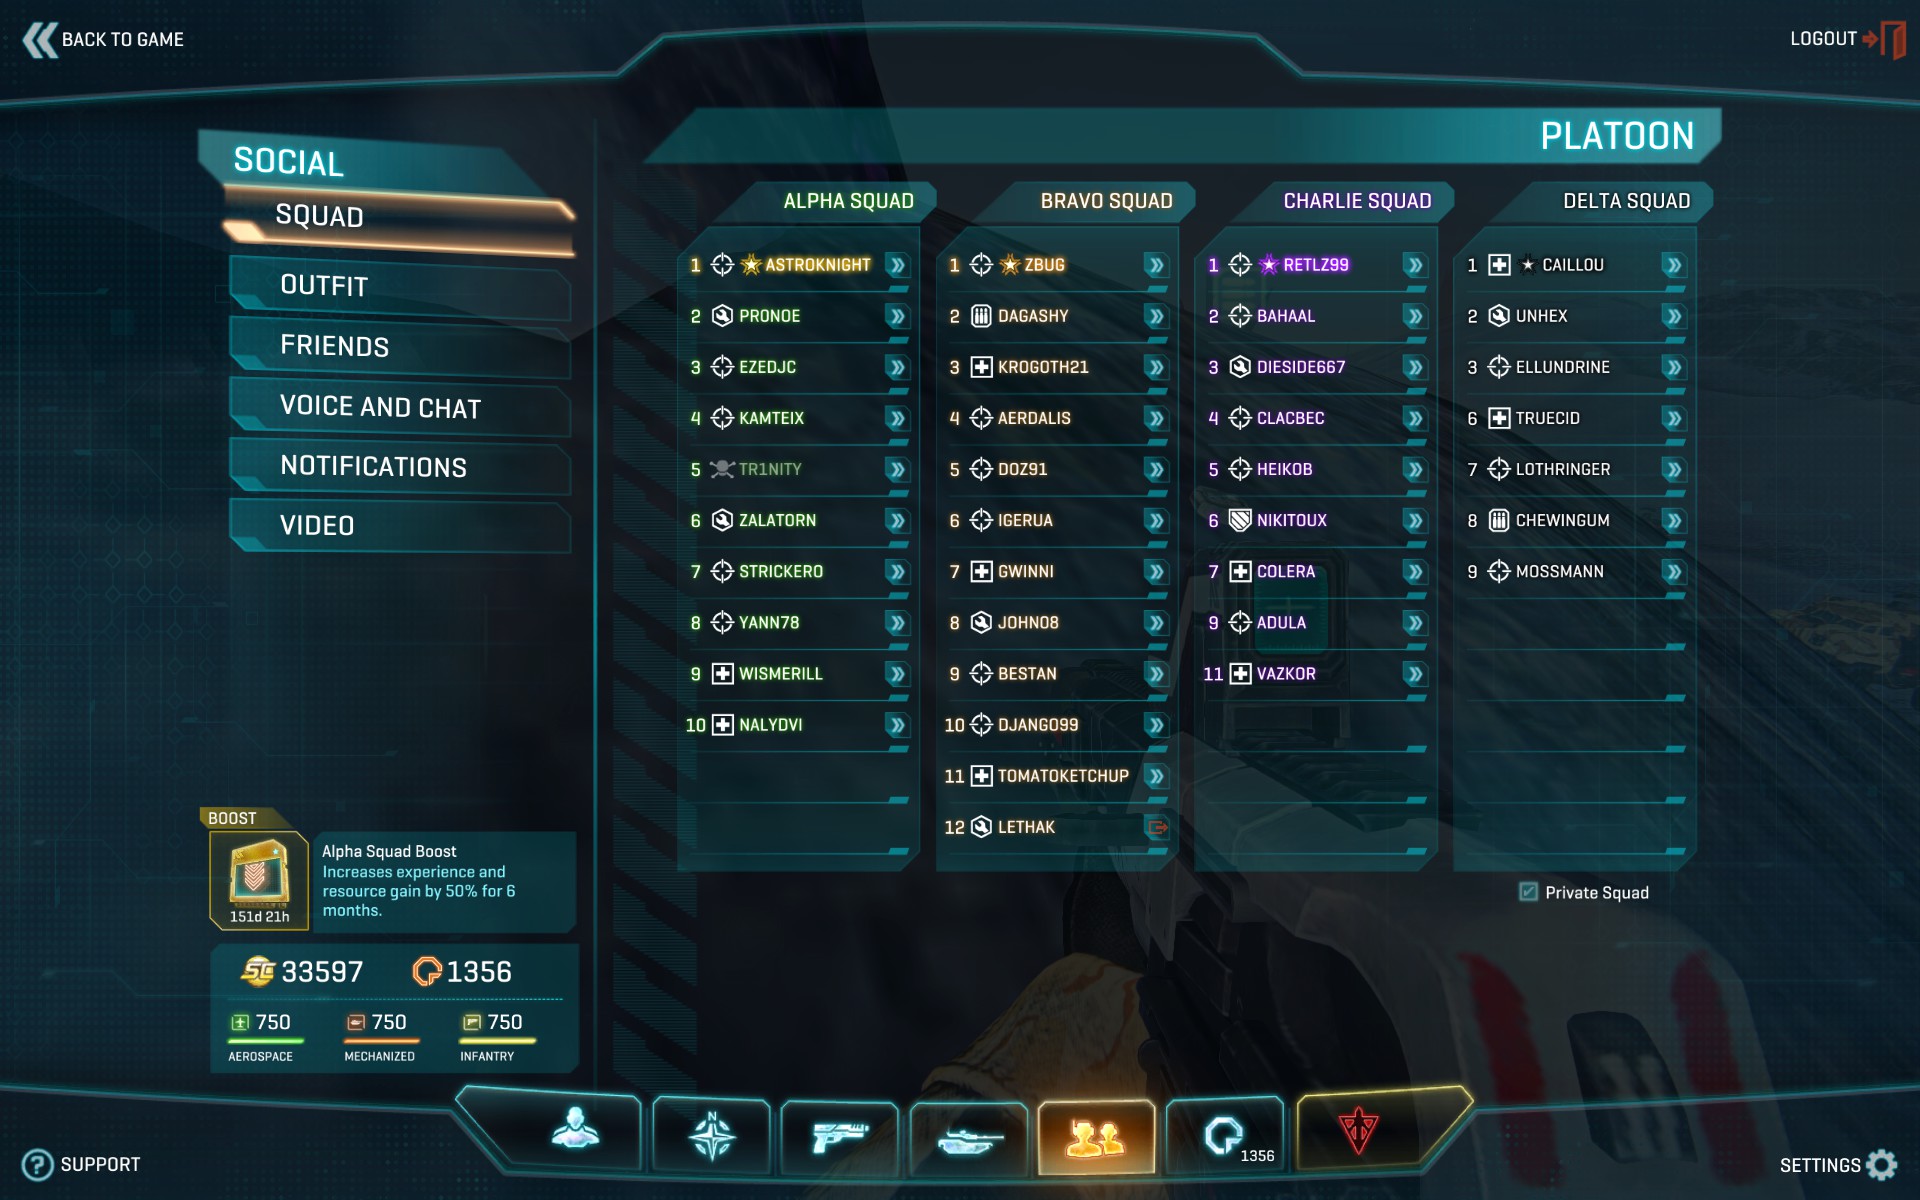 BACK TO GAME
LOGOUT
SOCIAL
SQUAD
OUTFIT
FRIENDS
VOICE AND CHAT
NOTIFICATIONS
VIDEO
PLATOON
ALPHA SQUAD
1 ASTROKNIGHT
2 PRONOE
3 EZEDJC
4 KAMTEIX
5 TR1NITY
6 ZALATORN
7 STRICKERO
8 YANN78
9 WISMERILL
10 NALYDVI
BRAVO SQUAD
1 ZBUG
2 DAGASHY
3 KROGOTH21
4 AERDALIS
5 DOZ91
6 IGERUA
7 GWINNI
8 JOHN08
9 BESTAN
10 DJANGO99
11 TOMATOKETCHUP
12 LETHAK
CHARLIE SQUAD
1 RETLZ99
2 BAHAAL
3 DIESIDE667
4 CLACBEC
5 HEIKOB
6 NIKITOUX
7 COLERA
9 ADULA
11 VAZKOR
DELTA SQUAD
1 CAILLOU
2 UNHEX
3 ELLUNDRINE
6 TRUECID
7 LOTHRINGER
8 CHEWINGUM
9 MOSSMANN
Private Squad
BOOST
151d 21h
Alpha Squad Boost
Increases experience and
resource gain by 50% for 6
months.
SC 33597
1356
750
AEROSPACE
750
MECHANIZED
750
INFANTRY
N
1356
SUPPORT
SETTINGS